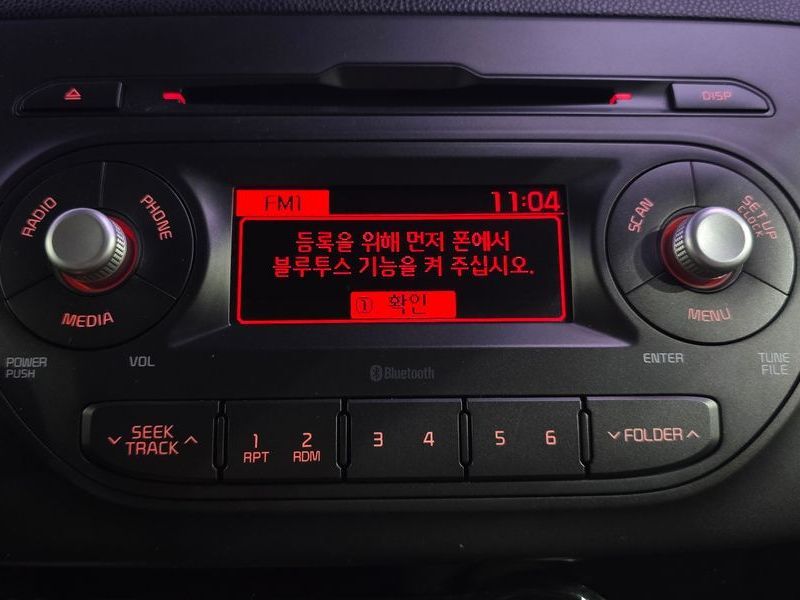 DISP
RADIO
PHONE
MEDIA
POWER
PUSH
VOL
FM1 11:04
등록을 위해 먼저 폰에서
블루투스 기능을 켜 주십시오.
① 확인
SCAN
SETUP
CLOCK
MENU
ENTER
TUNE
FILE
Bluetooth
SEEK
TRACK
1 2 3 4 5 6
RPT RDM
FOLDER